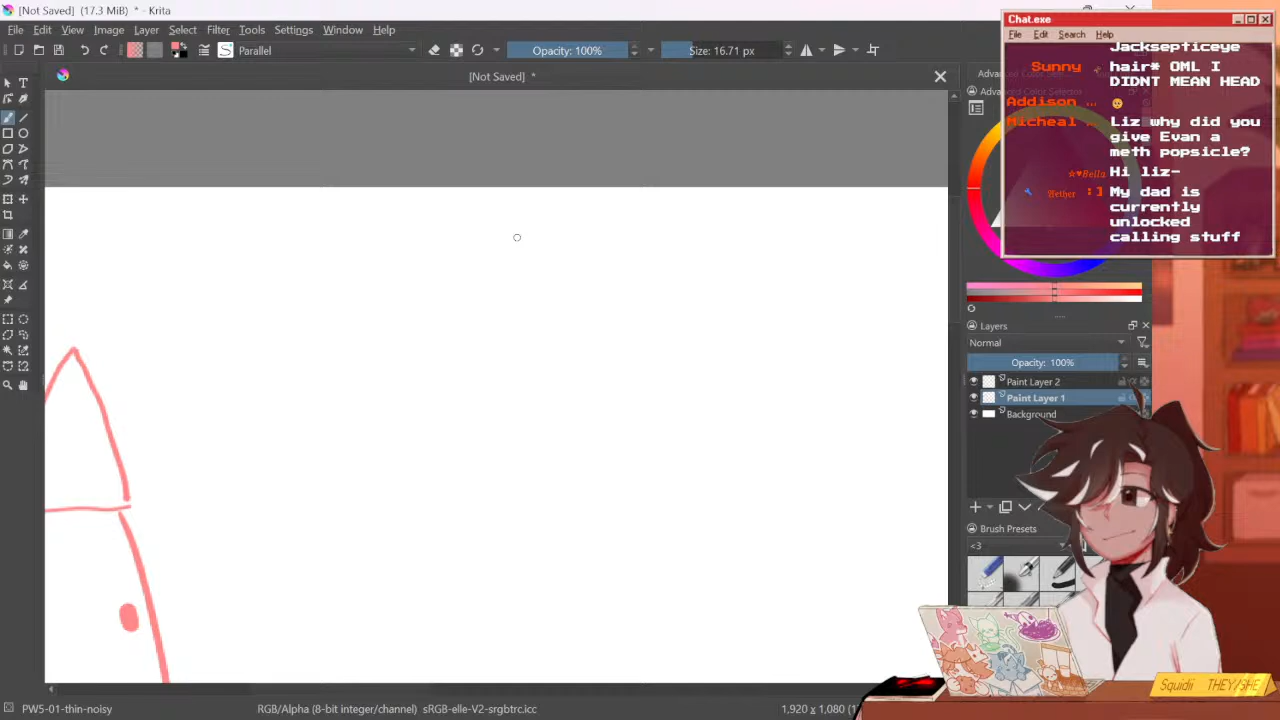 [Not Saved] (17.3 MiB) * - Krita
File Edit View Image Layer Select Filter Tools Settings Window Help
Parallel
Opacity: 100%
Size: 16.71 px
[Not Saved] *
Chat.exe
File Edit Search Help
Jacksepticeye
Sunny hair* OML I
DIDNT MEAN HEAD
Addison ...
Micheal ... Liz why did you
give Evan a
meth popsicle?
☆♥Bella Hi liz-
Aether :] My dad is
currently
unlocked
calling stuff
Layers
Normal
Opacity: 100%
Paint Layer 2
Paint Layer 1
Background
Brush Presets
<3
Squidii THEY/SHE
PW5-01-thin-noisy
RGB/Alpha (8-bit integer/channel) sRGB-elle-V2-srgbtrc.icc
1,920 x 1,080